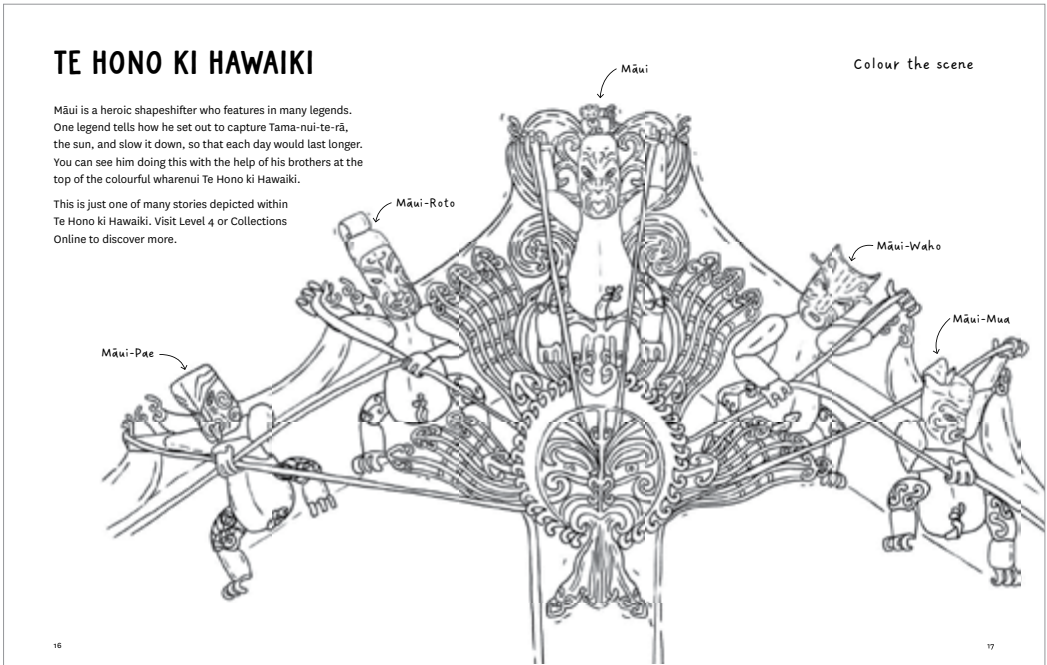 TE HONO KI HAWAIKI
Māui is a heroic shapeshifter who features in many legends.
One legend tells how he set out to capture Tama-nui-te-rā,
the sun, and slow it down, so that each day would last longer.
You can see him doing this with the help of his brothers at the
top of the colourful wharenui Te Hono ki Hawaiki.
This is just one of many stories depicted within
Te Hono ki Hawaiki. Visit Level 4 or Collections
Online to discover more.
Colour the scene
Māui
Māui-Roto
Māui-Waho
Māui-Mua
Māui-Pae
16
17